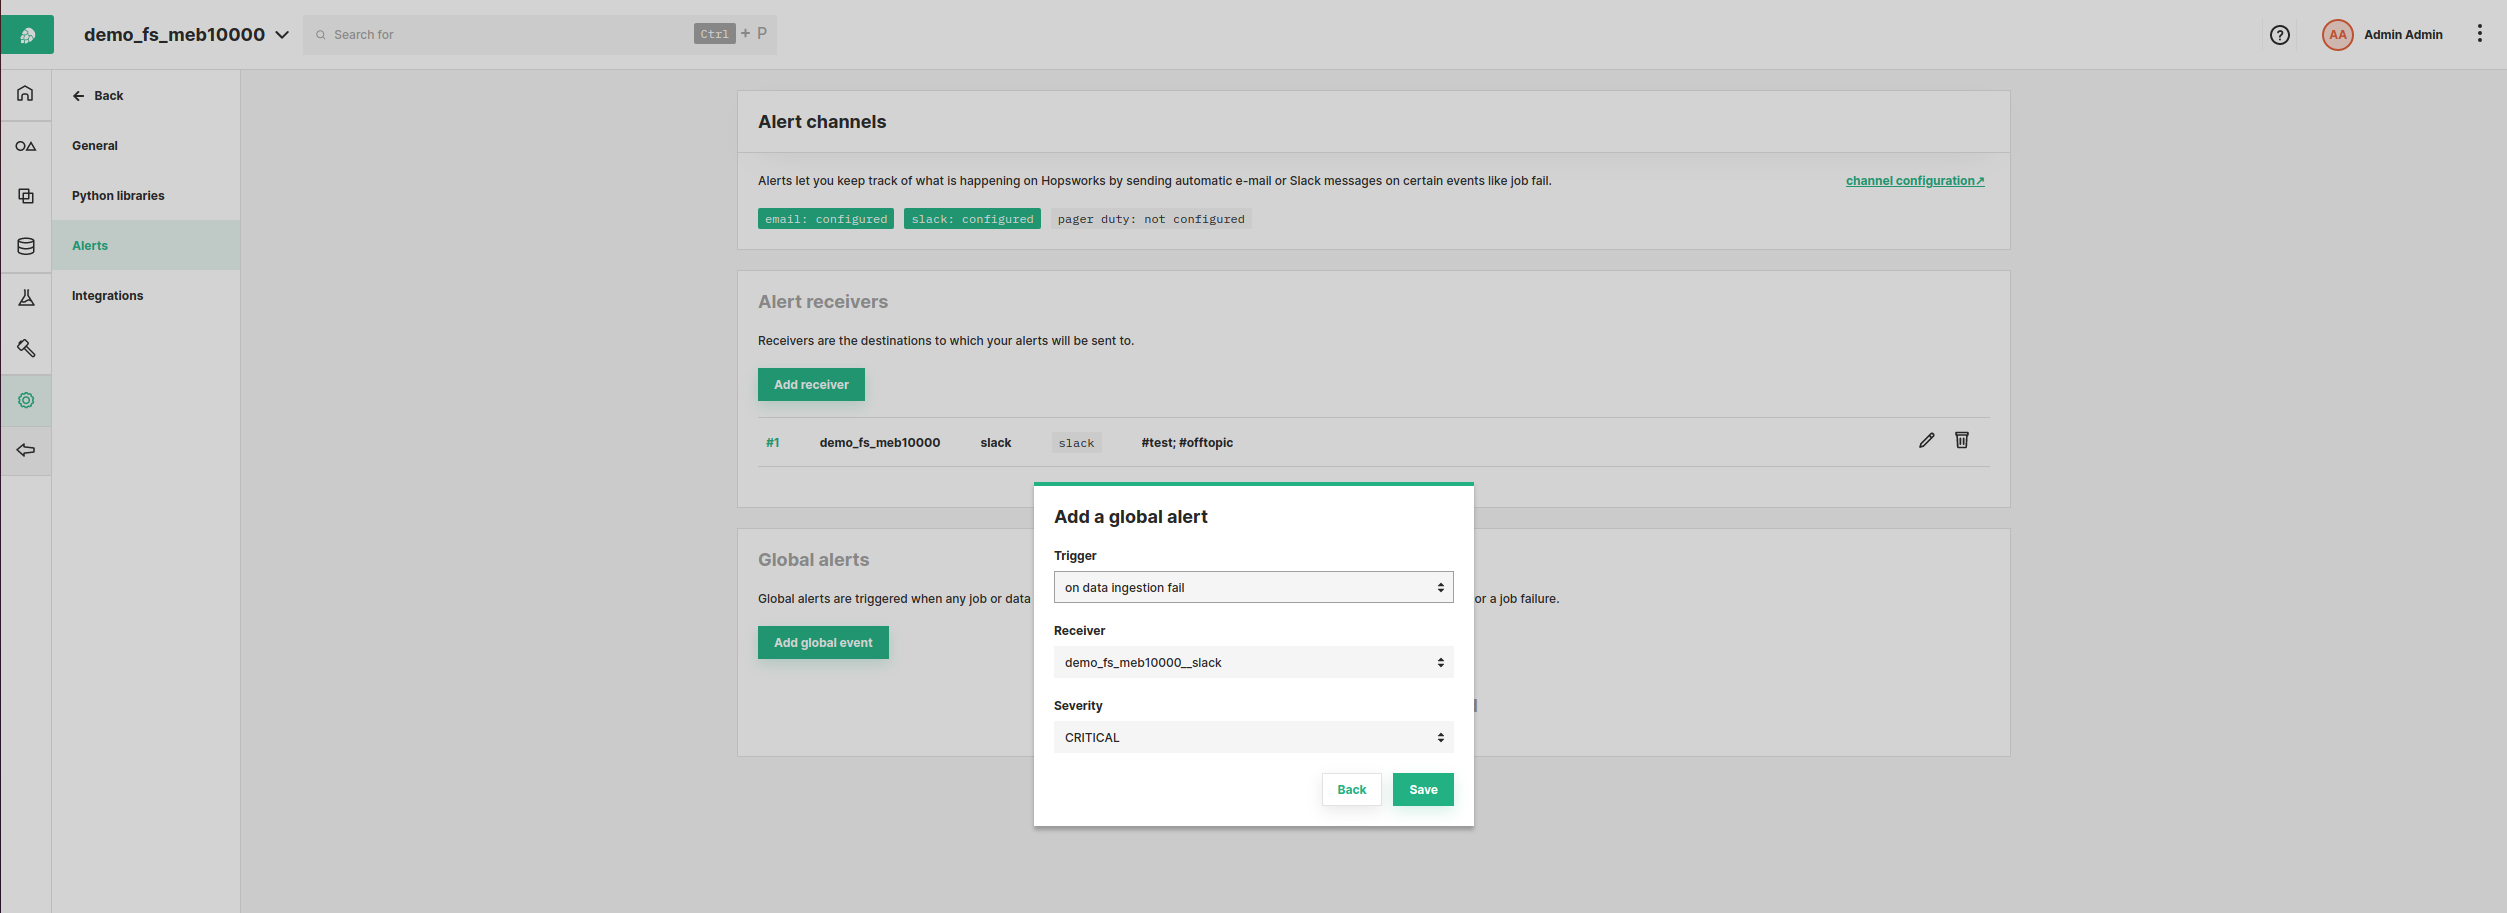 demo_fs_meb10000
Search for
Ctrl + P
AA
Admin Admin
Back
General
Python libraries
Alerts
Integrations
Alert channels
Alerts let you keep track of what is happening on Hopsworks by sending automatic e-mail or Slack messages on certain events like job fail.
channel configuration↗
email: configured
slack: configured
pager duty: not configured
Alert receivers
Receivers are the destinations to which your alerts will be sent to.
Add receiver
#1 demo_fs_meb10000 slack slack #test; #offtopic
Global alerts
Global alerts are triggered when any job or data
or a job failure.
Add global event
Add a global alert
Trigger
on data ingestion fail
Receiver
demo_fs_meb10000__slack
Severity
CRITICAL
Back
Save